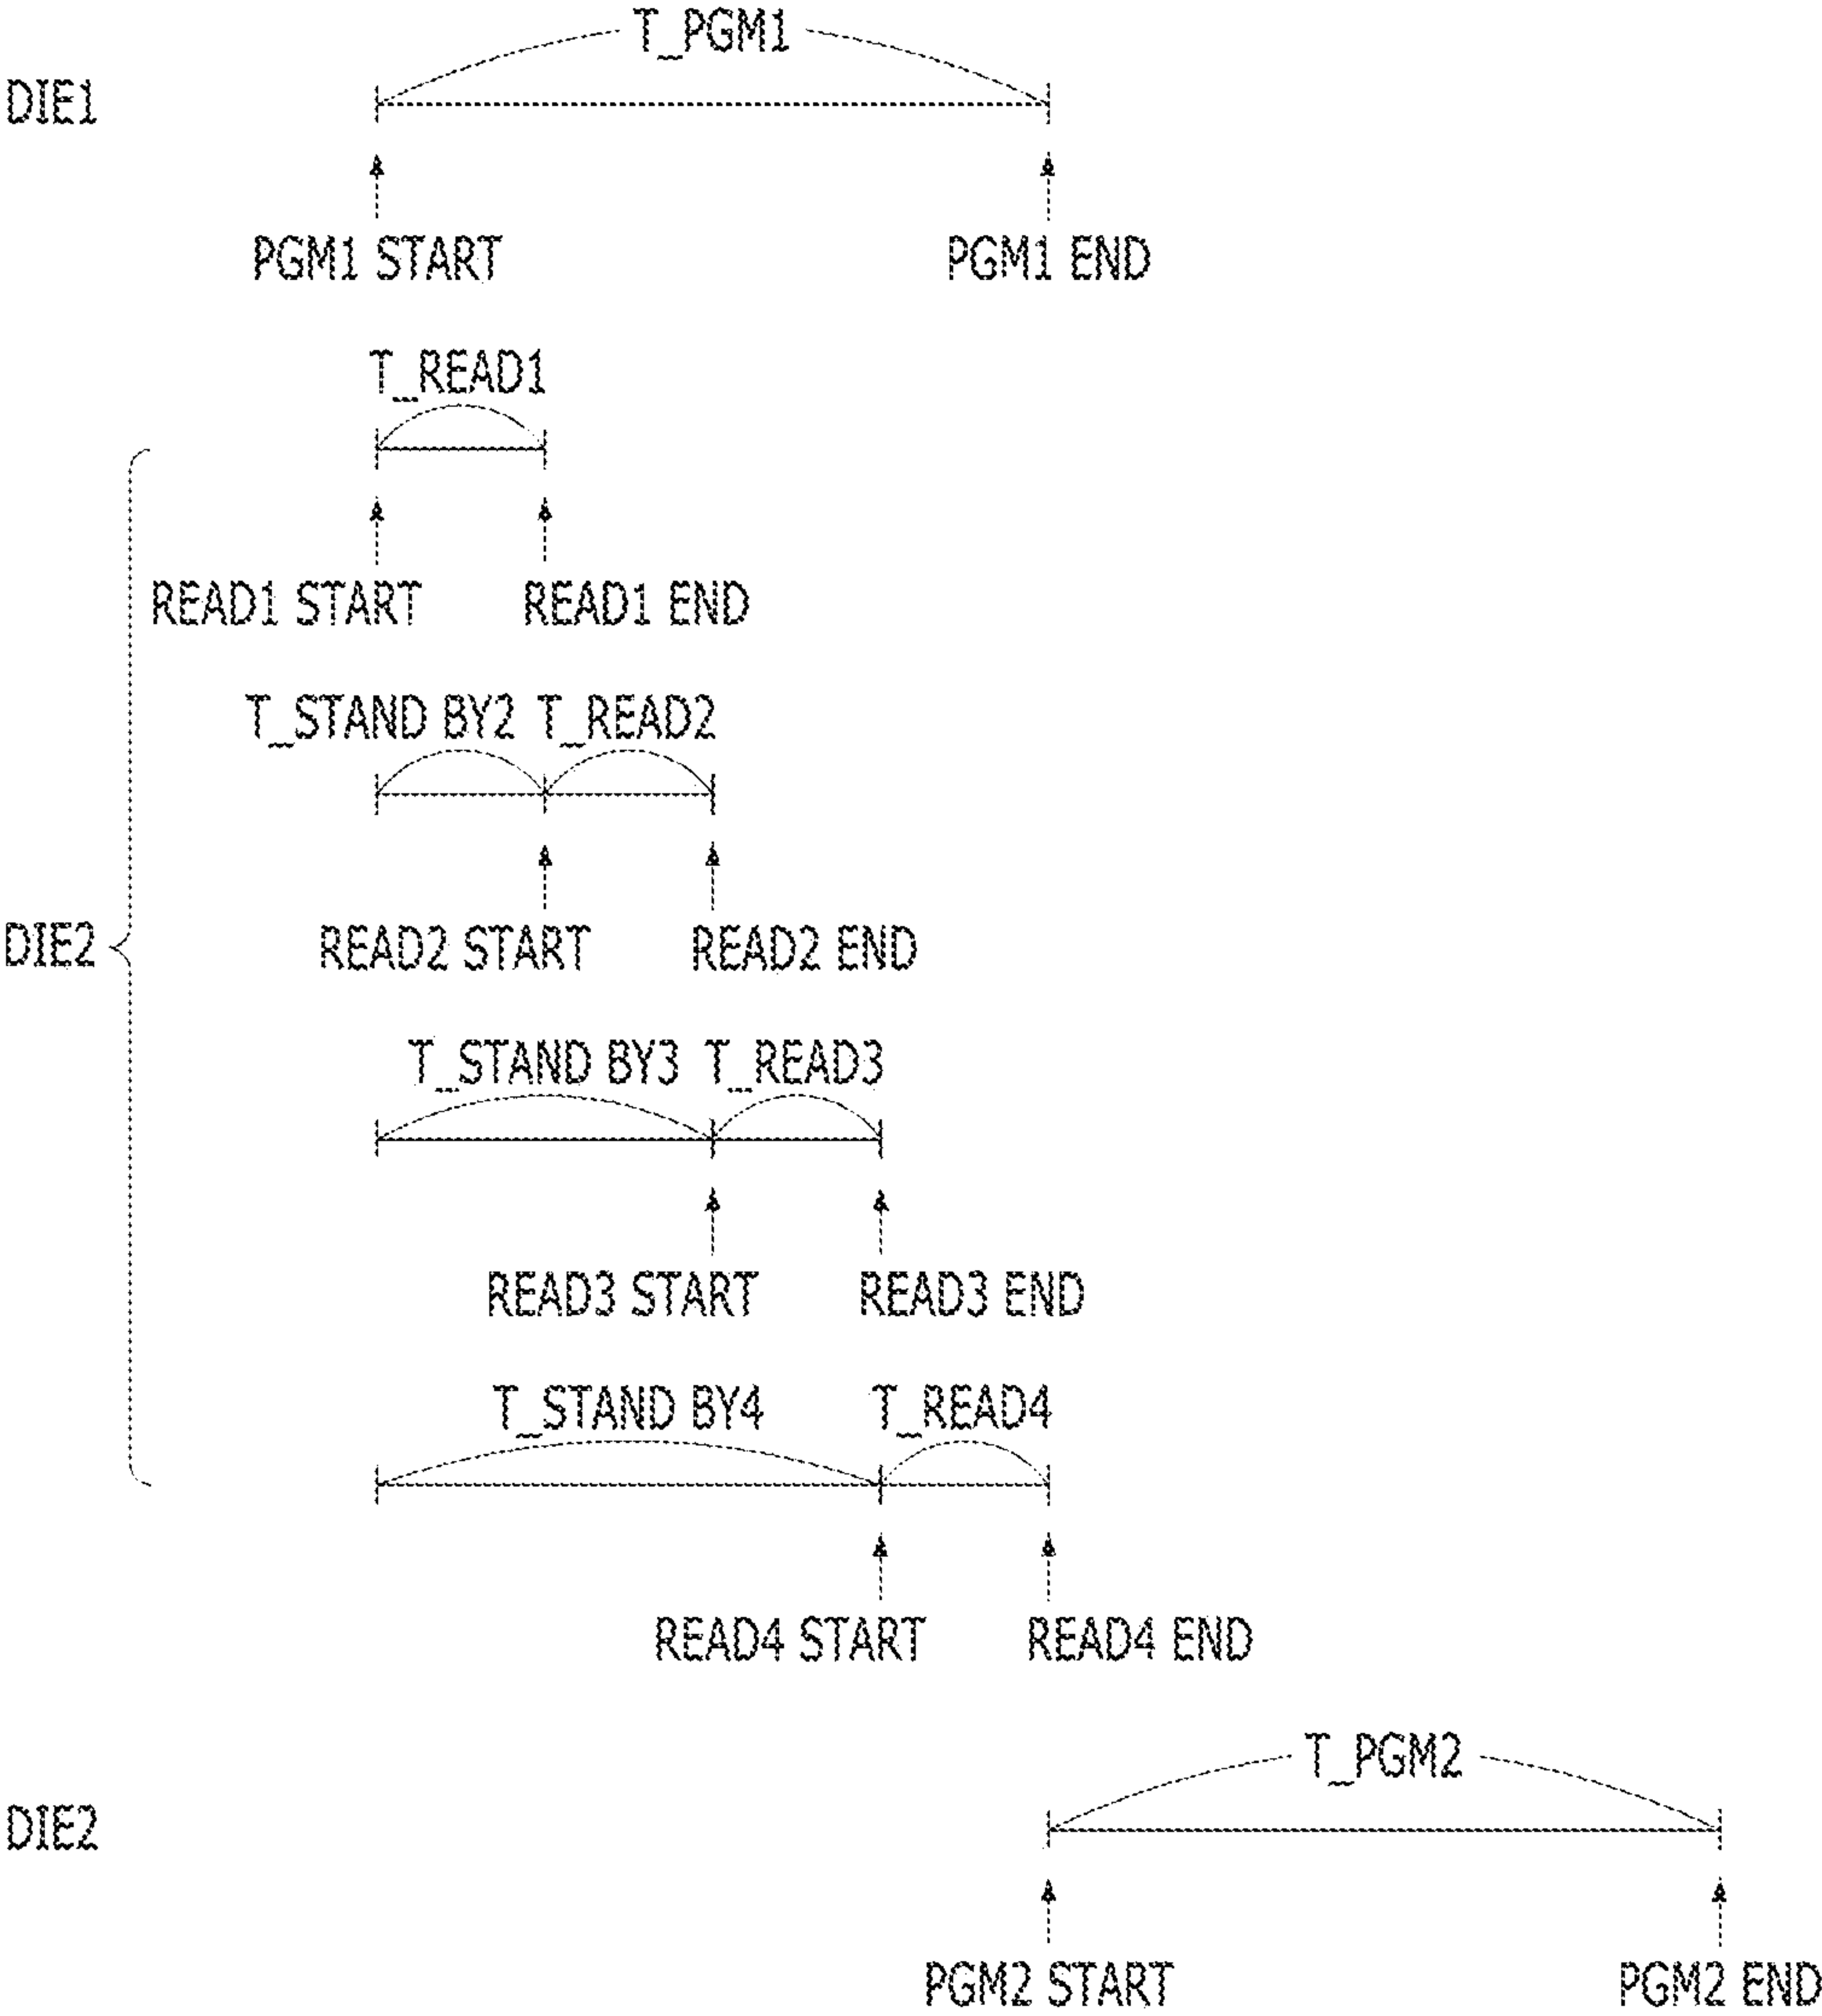 T_PGM1
DIE1
PGM1 START PGM1 END
T_READ1
READ1 START READ1 END
T_STAND BY2 T_READ2
DIE2
READ2 START READ2 END
T_STAND BY3 T_READ3
READ3 START READ3 END
T_STAND BY4 T_READ4
READ4 START READ4 END
T_PGM2
DIE2
PGM2 START PGM2 END